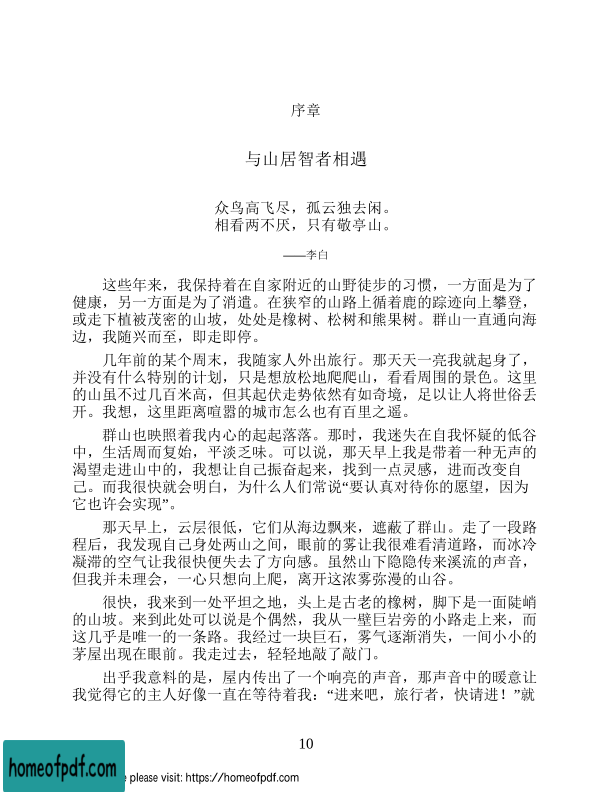 序章
与山居智者相遇
众鸟高飞尽，孤云独去闲。
相看两不厌，只有敬亭山。
——李白
这些年来，我保持着在自家附近的山野徒步的习惯，一方面是为了
健康，另一方面是为了消遣。在狭窄的山路上循着鹿的踪迹向上攀登，
或走下植被茂密的山坡，处处是橡树、松树和熊果树。群山一直通向海
边，我随兴而至，即走即停。
几年前的某个周末，我随家人外出旅行。那天天一亮我就起身了，
并没有什么特别的计划，只是想放松地爬爬山，看看周围的景色。这里
的山虽不过几百米高，但其起伏走势依然有如奇境，足以让人将世俗丢
开。我想，这里距离喧嚣的城市怎么也有百里之遥。
群山也映照着我内心的起起落落。那时，我迷失在自我怀疑的低谷
中，生活周而复始，平淡乏味。可以说，那天早上我是带着一种无声的
渴望走进山中的，我想让自己振奋起来，找到一点灵感，进而改变自
己。而我很快就会明白，为什么人们常说“要认真对待你的愿望，因为
它也许会实现”。
那天早上，云层很低，它们从海边飘来，遮蔽了群山。走了一段路
程后，我发现自己身处两山之间，眼前的雾让我很难看清道路，而冰冷
凝滞的空气让我很快便失去了方向感。虽然山下隐隐传来溪流的声音，
但我并未理会，一心只想向上爬，离开这浓雾弥漫的山谷。
很快，我来到一处平坦之地，头上是古老的橡树，脚下是一面陡峭
的山坡。来到此处可以说是个偶然，我从一壁巨岩旁的小路走上来，而
这几乎是唯一的一条路。我经过一块巨石，雾气逐渐消失，一间小小的
茅屋出现在眼前。我走过去，轻轻地敲了敲门。
出乎我意料的是，屋内传出了一个响亮的声音，那声音中的暖意让
我觉得它的主人好像一直在等待着我：“进来吧，旅行者，快请进！”就
10
homeofpdf.com
please visit: https://homeofpdf.com